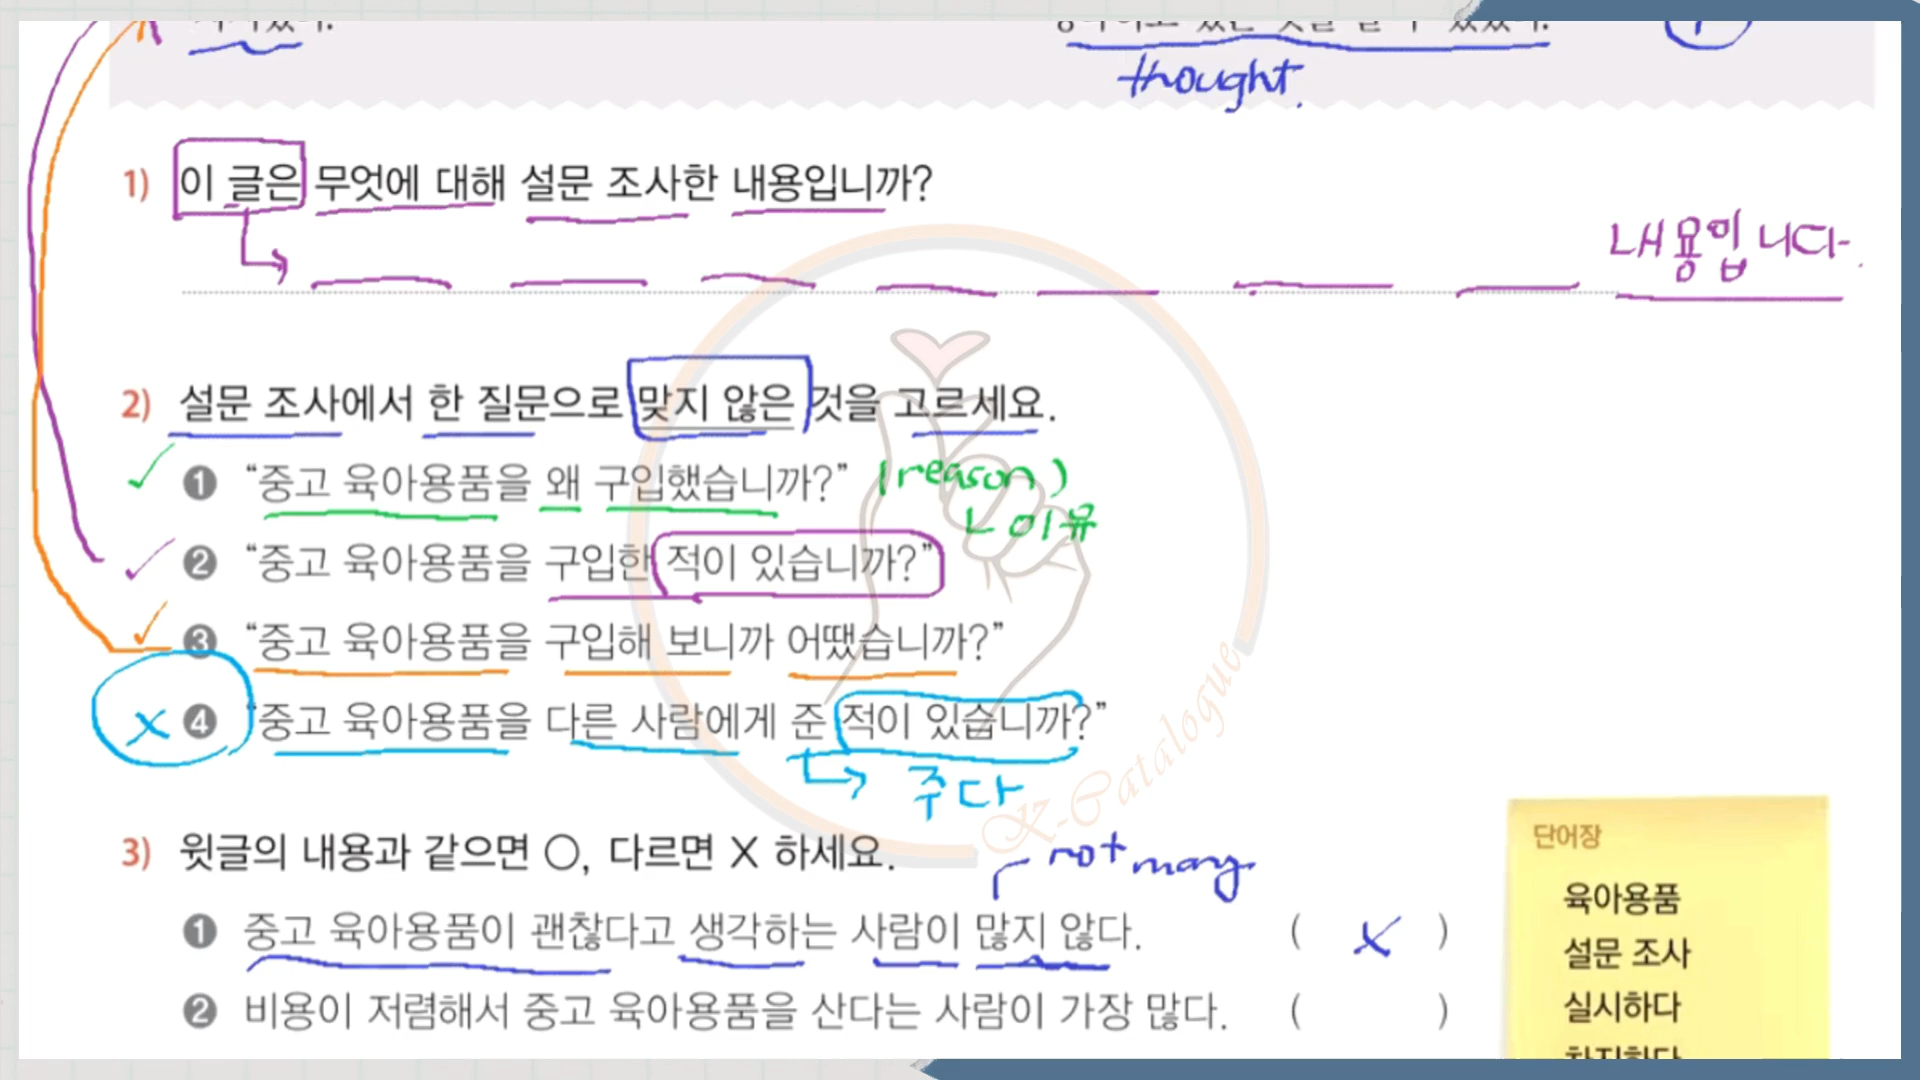 thought.
1) 이 글은 무엇에 대해 설문 조사한 내용입니까?
내용입니다.
2) 설문 조사에서 한 질문으로 맞지 않은 것을 고르세요.
❶ “중고 육아용품을 왜 구입했습니까?” (reason)
이유
❷ “중고 육아용품을 구입한 적이 있습니까?”
❸ “중고 육아용품을 구입해 보니까 어땠습니까?”
X ❹ “중고 육아용품을 다른 사람에게 준 적이 있습니까?”
주다
K-Catalogue
3) 윗글의 내용과 같으면 ○, 다르면 X 하세요.
not many
❶ 중고 육아용품이 괜찮다고 생각하는 사람이 많지 않다. ( X )
❷ 비용이 저렴해서 중고 육아용품을 산다는 사람이 가장 많다. ( )
단어장
육아용품
설문 조사
실시하다